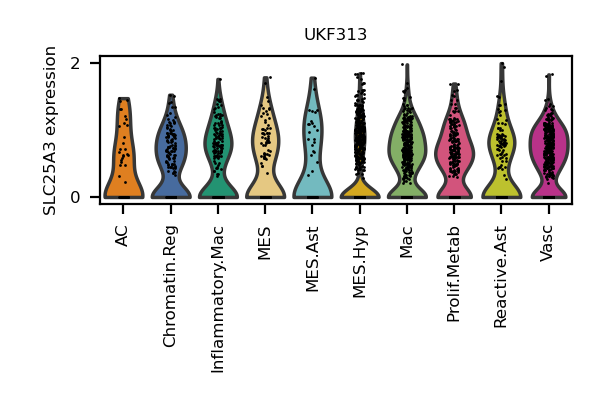 UKF313
SLC25A3 expression
2
0
AC
Chromatin.Reg
Inflammatory.Mac
MES
MES.Ast
MES.Hyp
Mac
Prolif.Metab
Reactive.Ast
Vasc